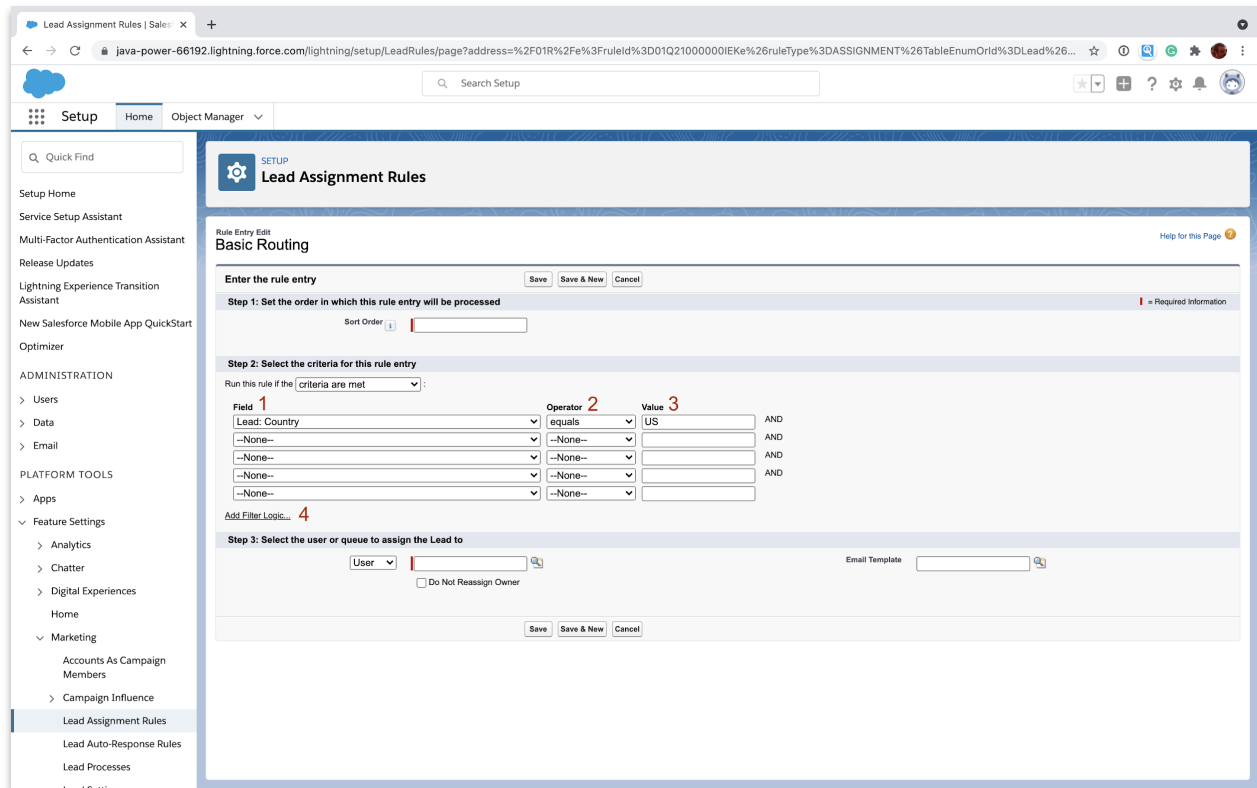 Lead Assignment Rules | Sales
java-power-66192.lightning.force.com/lightning/setup/LeadRules/page?address=%2F01R%2Fe%3FruleId%3D01Q21000000IEKe%26ruleType%3DASSIGNMENT%26TableEnumOrId%3DLead%26...
Search Setup
Setup Home Object Manager
Quick Find
Setup Home
Service Setup Assistant
Multi-Factor Authentication Assistant
Release Updates
Lightning Experience Transition
Assistant
New Salesforce Mobile App QuickStart
Optimizer
ADMINISTRATION
Users
Data
Email
PLATFORM TOOLS
Apps
Feature Settings
Analytics
Chatter
Digital Experiences
Home
Marketing
Accounts As Campaign
Members
Campaign Influence
Lead Assignment Rules
Lead Auto-Response Rules
Lead Processes
SETUP
Lead Assignment Rules
Rule Entry Edit
Basic Routing
Help for this Page ?
Enter the rule entry Save Save & New Cancel
Step 1: Set the order in which this rule entry will be processed = Required Information
Sort Order i
Step 2: Select the criteria for this rule entry
Run this rule if the criteria are met :
Field 1 Operator 2 Value 3
Lead: Country equals US AND
--None-- --None-- AND
--None-- --None-- AND
--None-- --None-- AND
--None-- --None--
Add Filter Logic... 4
Step 3: Select the user or queue to assign the Lead to
User Email Template
Do Not Reassign Owner
Save Save & New Cancel